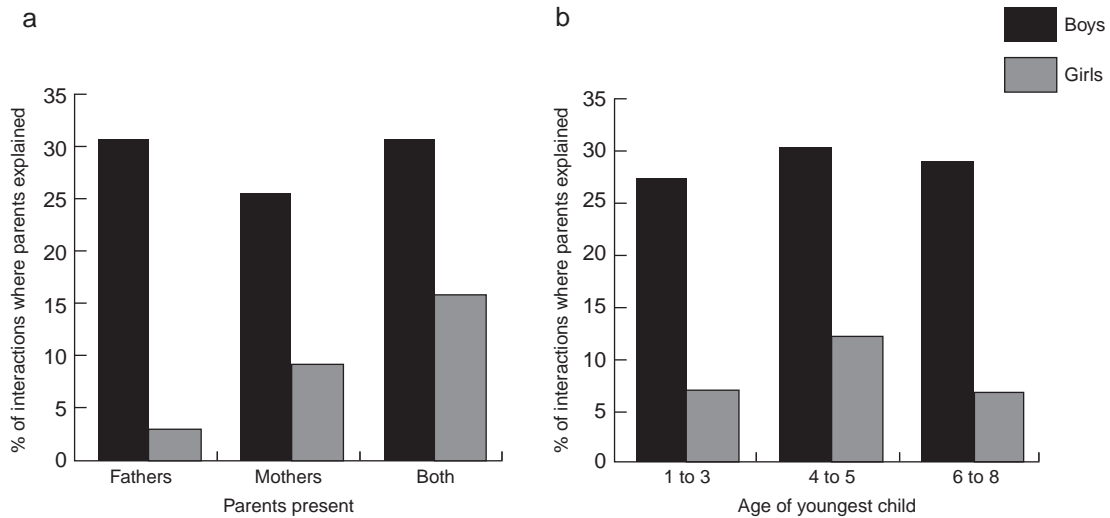 a
b
Boys
Girls
% of interactions where parents explained
35
30
25
20
15
10
5
0
Fathers
Mothers
Both
Parents present
% of interactions where parents explained
35
30
25
20
15
10
5
0
1 to 3
4 to 5
6 to 8
Age of youngest child